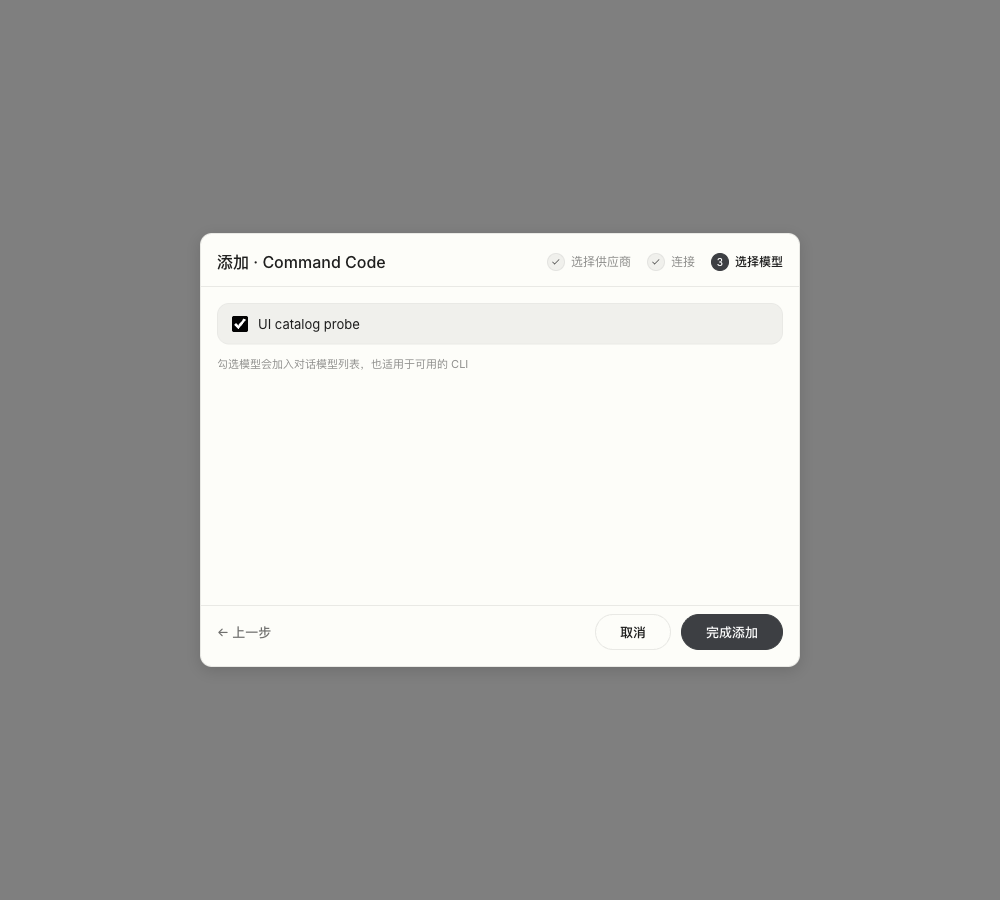 添加 · Command Code
选择供应商
连接
3 选择模型
UI catalog probe
勾选模型会加入对话模型列表，也适用于可用的 CLI
← 上一步
取消
完成添加